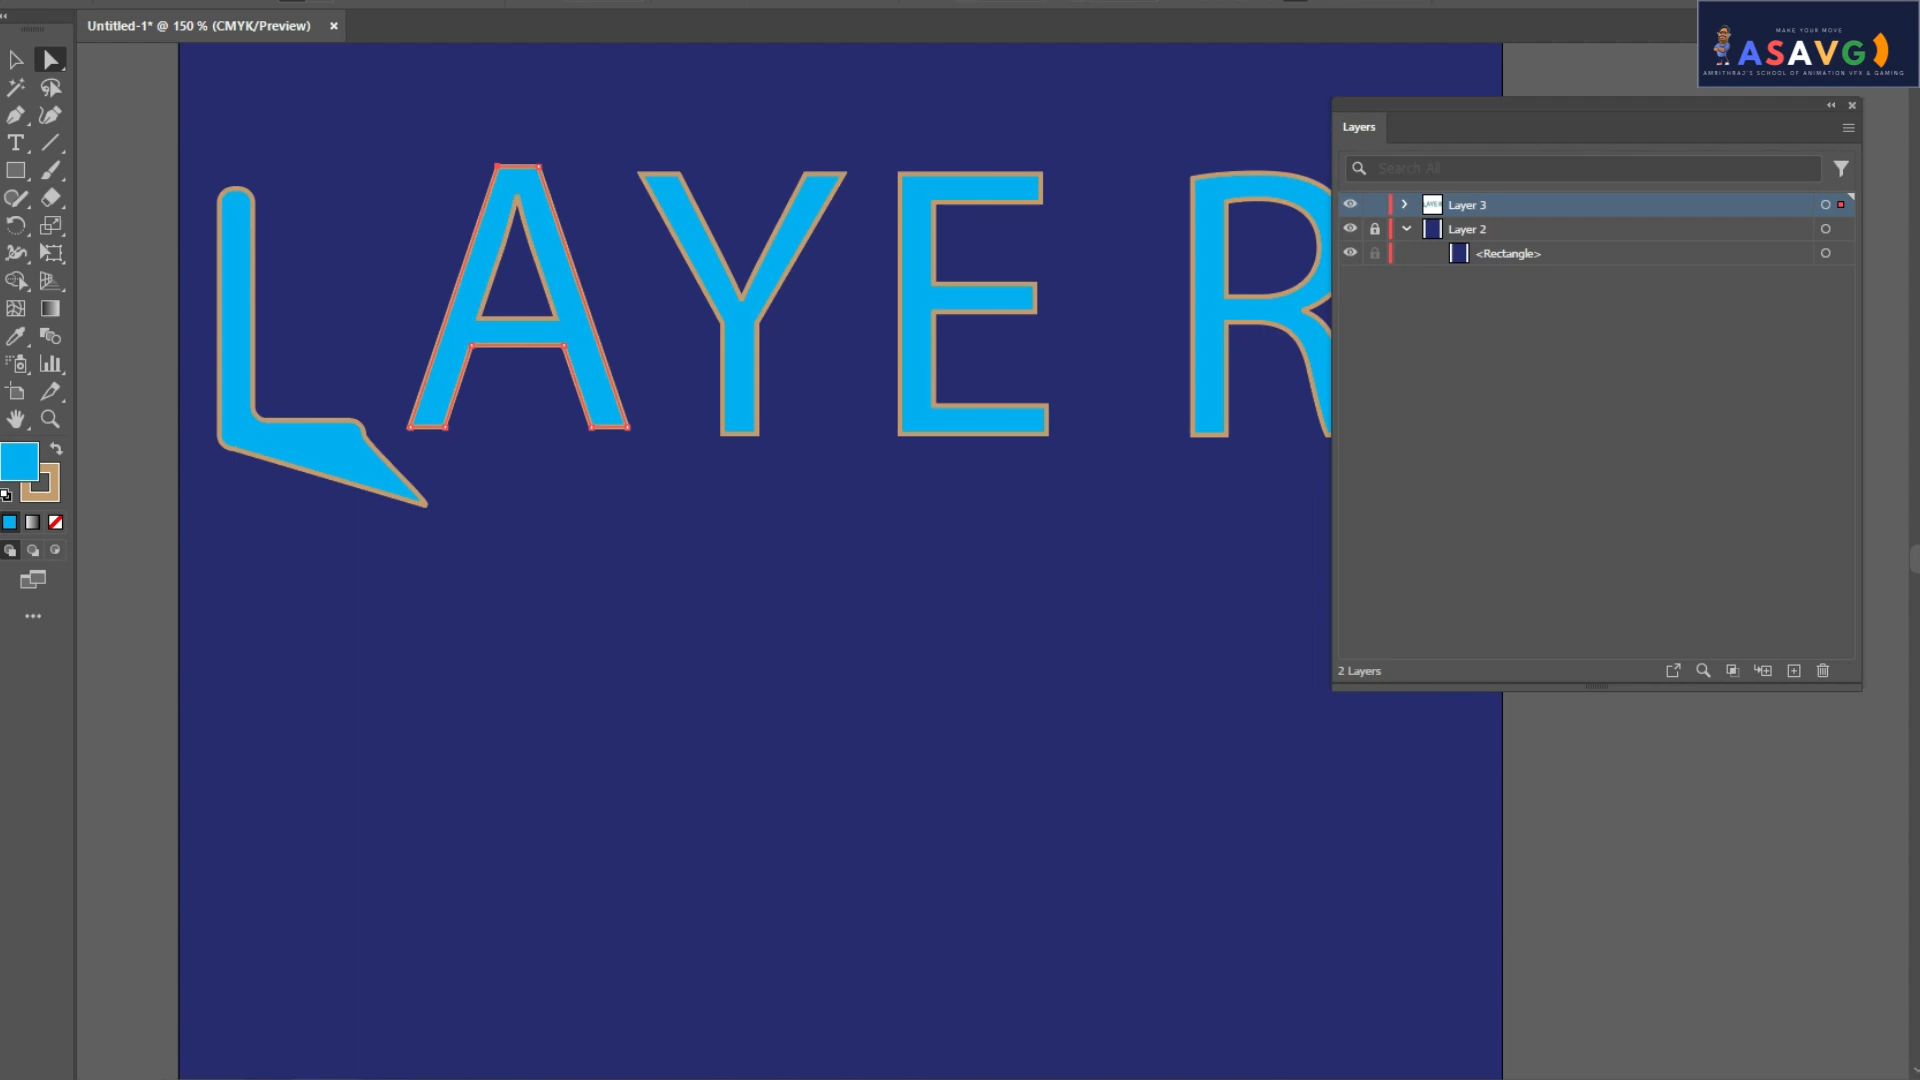 Untitled-1* @ 150 % (CMYK/Preview)
MAKE YOUR MOVE
ASAVG
AMRITHRAJ'S SCHOOL OF ANIMATION VFX & GAMING
LAYER
Layers
Search All
Layer 3
Layer 2
<Rectangle>
2 Layers